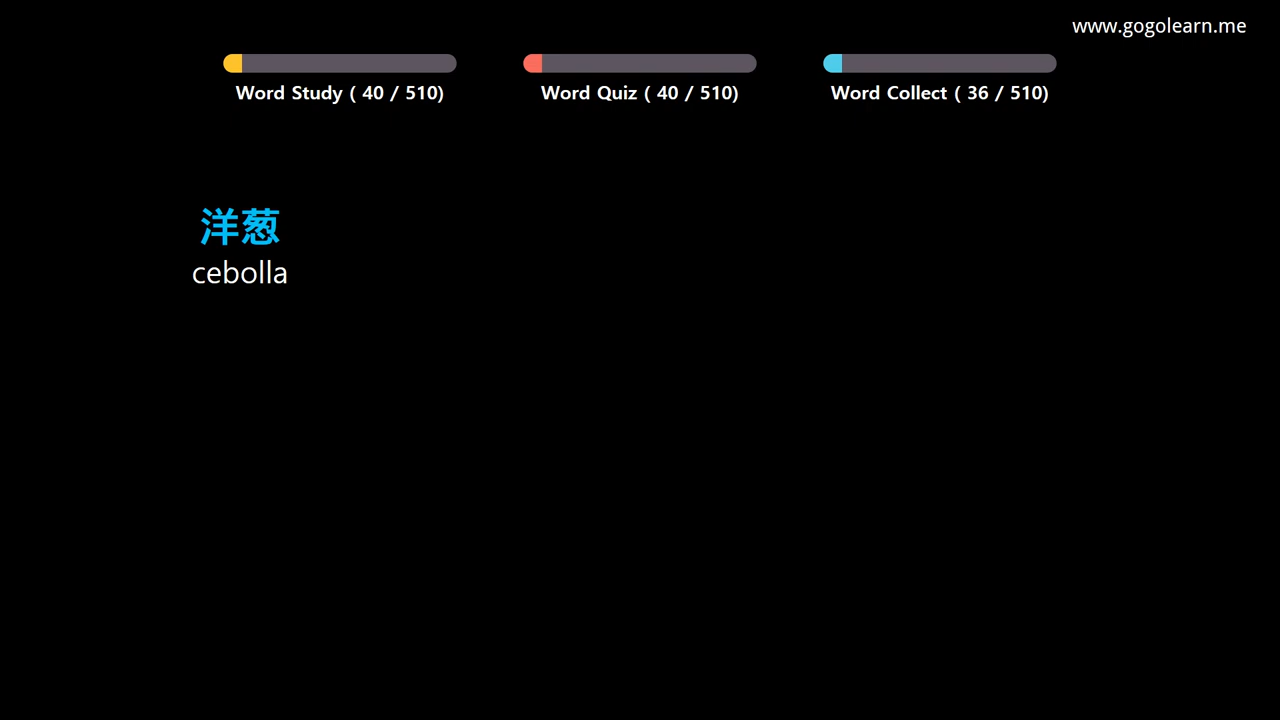 www.gogolearn.me
Word Study ( 40 / 510)
Word Quiz ( 40 / 510)
Word Collect ( 36 / 510)
洋葱
cebolla